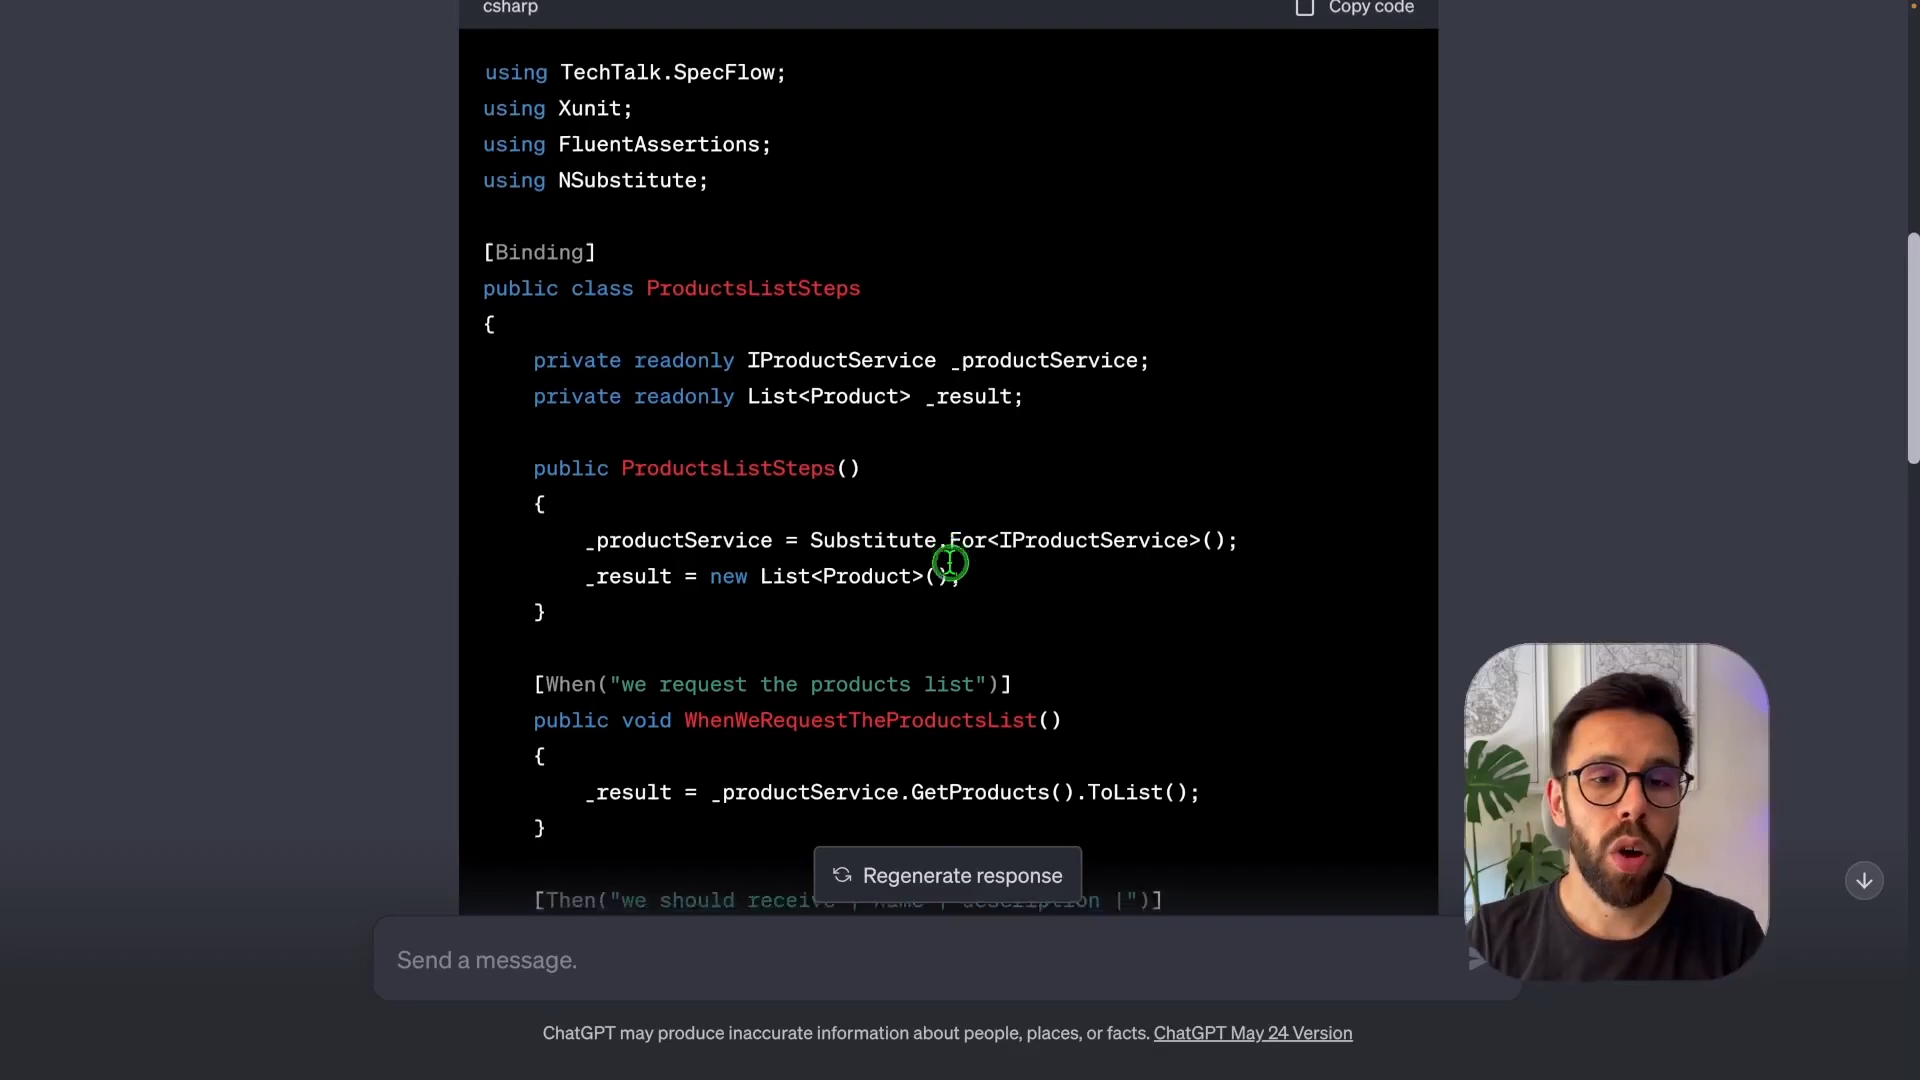 csharp
Copy code
using TechTalk.SpecFlow;
using Xunit;
using FluentAssertions;
using NSubstitute;
[Binding]
public class ProductsListSteps
{
private readonly IProductService _productService;
private readonly List<Product> _result;
public ProductsListSteps()
{
_productService = Substitute.For<IProductService>();
_result = new List<Product>();
}
[When("we request the products list")]
public void WhenWeRequestTheProductsList()
{
_result = _productService.GetProducts().ToList();
}
Regenerate response
[Then("we should receive | name | description |")]
Send a message.
ChatGPT may produce inaccurate information about people, places, or facts. ChatGPT May 24 Version